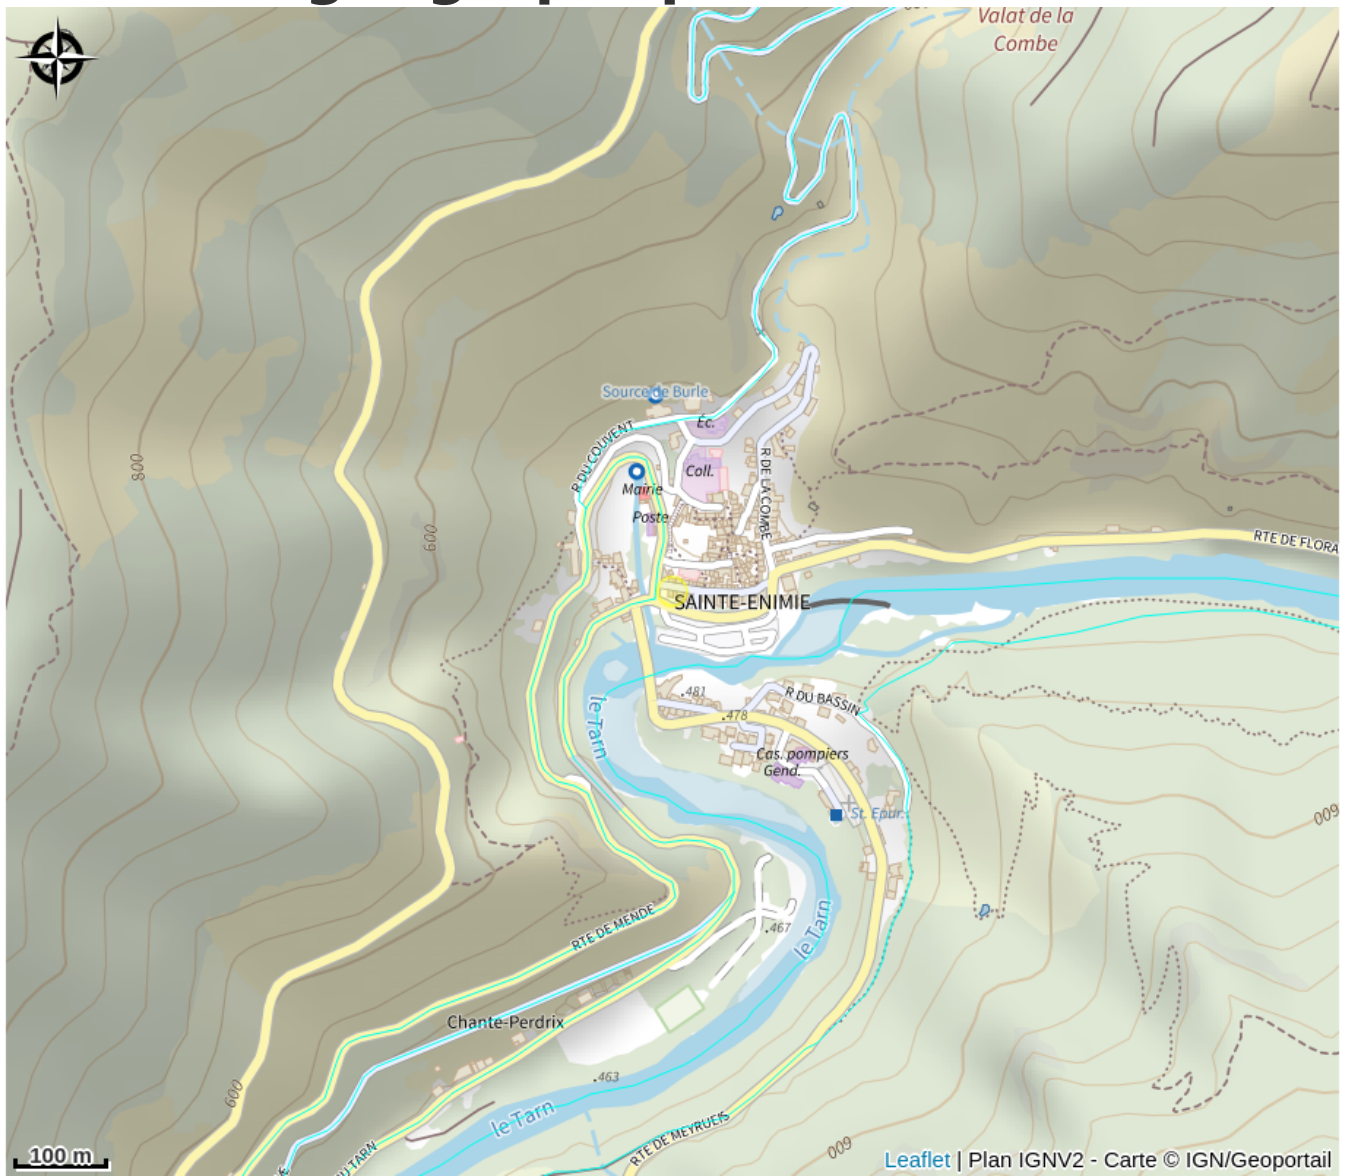 Valat de la
Combe
Source de Burle
R DU COUVENT
Éc.
Coll.
Mairie
R DE LA COMBE
Poste
800
600
RTE DE FLORA
SAINTE-ENIMIE
.481
R DU BASSIN
.478
le Tarn
Cas. pompiers
Gend.
St. Epur.
600
RTE DE MENDE
.467
le Tarn
Chante-Perdrix
.463
600
le Tarn
RTE DE MEYRUEIS
600
DU TARN
100 m
Leaflet | Plan IGNV2 - Carte © IGN/Geoportail